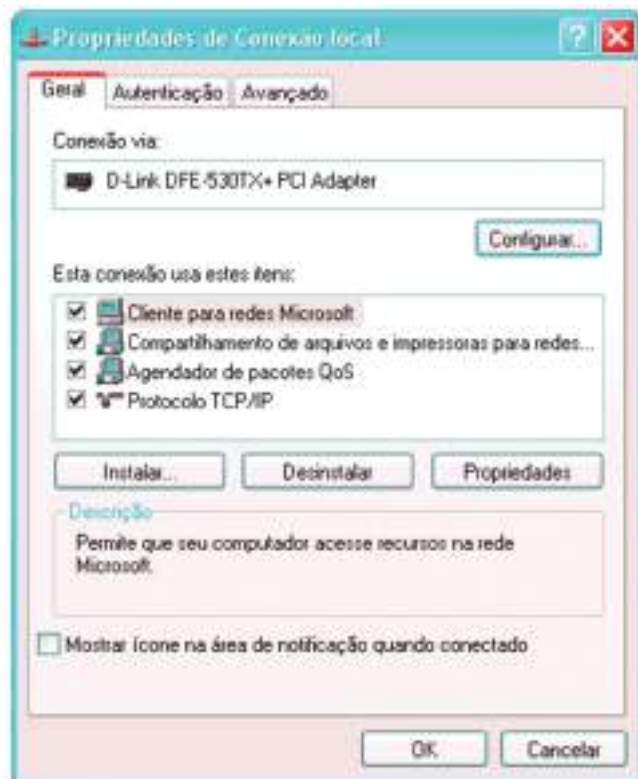 Propriedades de Conexão local
Geral Autenticação Avançado
Conexão via:
D-Link DFE-530TX+ PCI Adapter
Configurar...
Esta conexão usa estes itens:
Cliente para redes Microsoft
Compartilhamento de arquivos e impressoras para redes...
Agendador de pacotes QoS
Protocolo TCP/IP
Instalar... Desinstalar Propriedades
Descrição
Permite que seu computador acesse recursos na rede
Microsoft.
Mostrar ícone na área de notificação quando conectado
OK Cancelar